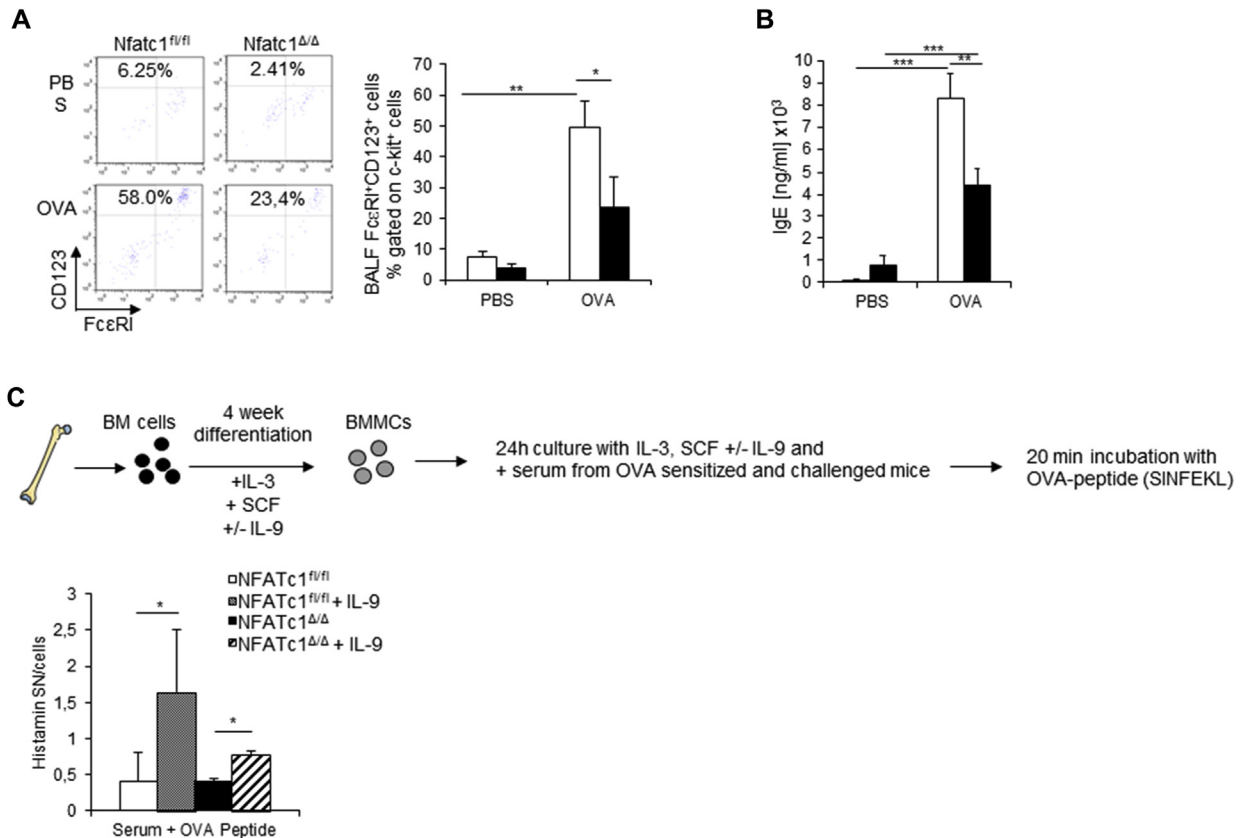 A
Nfatc1fl/fl
Nfatc1Δ/Δ
PB
S
6.25%
2.41%
OVA
58.0%
23,4%
CD123
FcεRI
BALF FcεRI+CD123+ cells
% gated on c-kit+ cells
70
60
50
40
30
20
10
0
**
*
PBS
OVA
B
IgE [ng/ml] x103
10
9
8
7
6
5
4
3
2
1
0
***
***
**
PBS
OVA
C
BM cells
4 week
differentiation
+IL-3
+ SCF
+/- IL-9
BMMCs
24h culture with IL-3, SCF +/- IL-9 and
+ serum from OVA sensitized and challenged mice
20 min incubation with
OVA-peptide (SINFEKL)
NFATc1fl/fl
NFATc1fl/fl + IL-9
NFATc1Δ/Δ
NFATc1Δ/Δ + IL-9
Histamin SN/cells
3
2,5
2
1,5
1
0,5
0
*
*
Serum + OVA Peptide